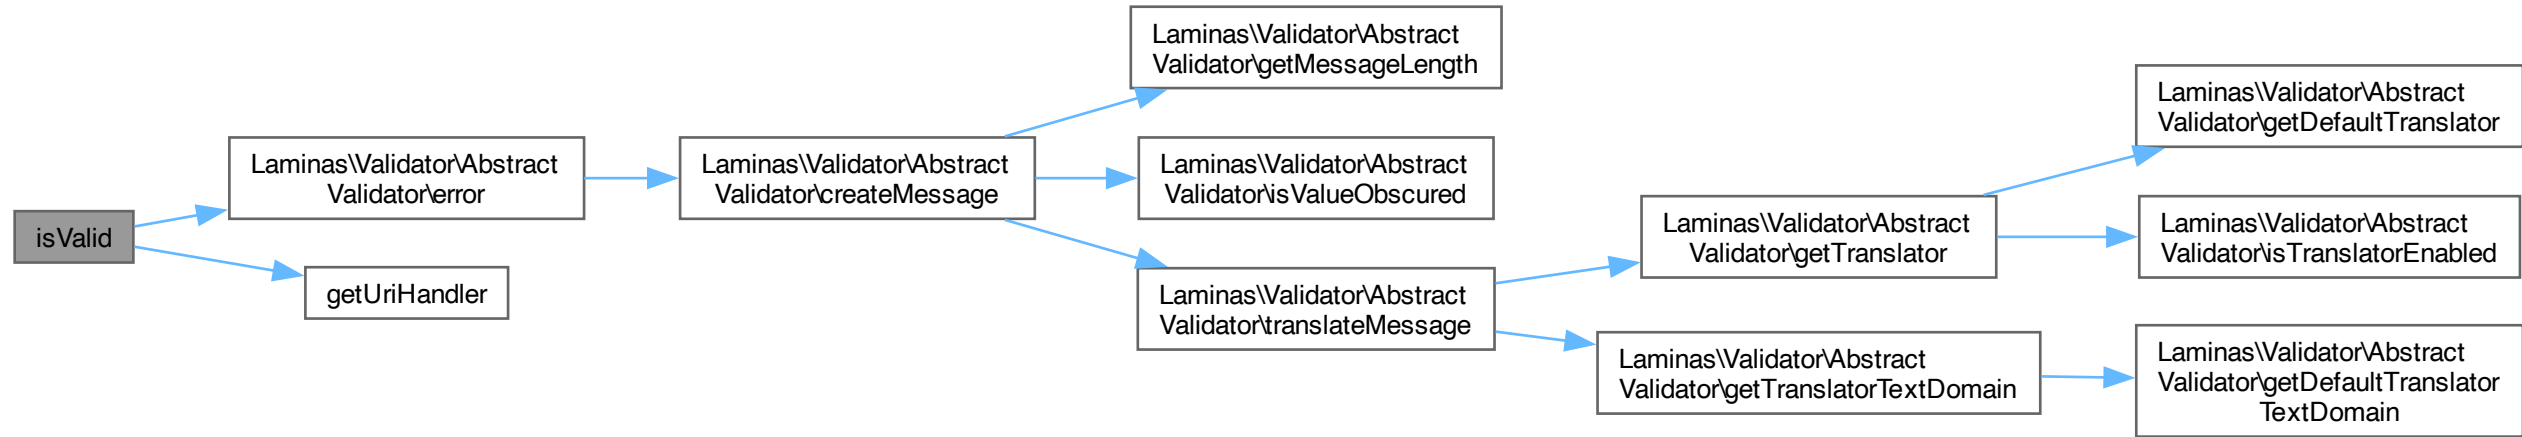 isValid
Laminas\Validator\Abstract
Validator\error
getUriHandler
Laminas\Validator\Abstract
Validator\createMessage
Laminas\Validator\Abstract
Validator\getMessageLength
Laminas\Validator\Abstract
Validator\isValueObscured
Laminas\Validator\Abstract
Validator\translateMessage
Laminas\Validator\Abstract
Validator\getTranslator
Laminas\Validator\Abstract
Validator\getTranslatorTextDomain
Laminas\Validator\Abstract
Validator\getDefaultTranslator
Laminas\Validator\Abstract
Validator\isTranslatorEnabled
Laminas\Validator\Abstract
Validator\getDefaultTranslator
TextDomain